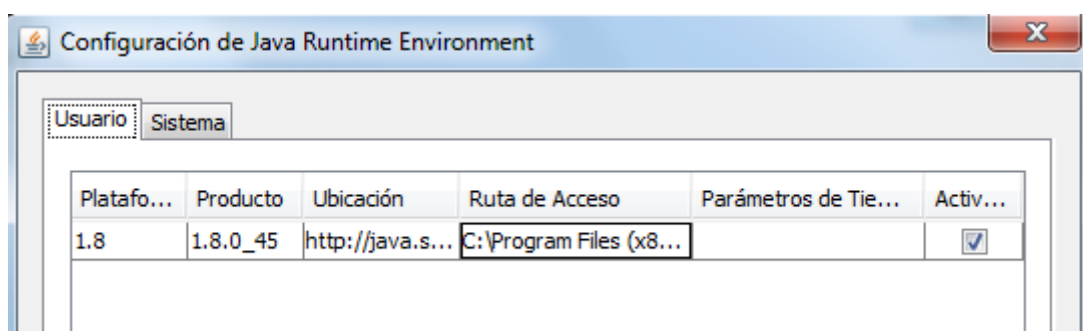 Configuración de Java Runtime Environment
Usuario Sistema
Platafo... Producto Ubicación Ruta de Acceso Parámetros de Tie... Activ...
1.8 1.8.0_45 http://java.s... C:\Program Files (x8...